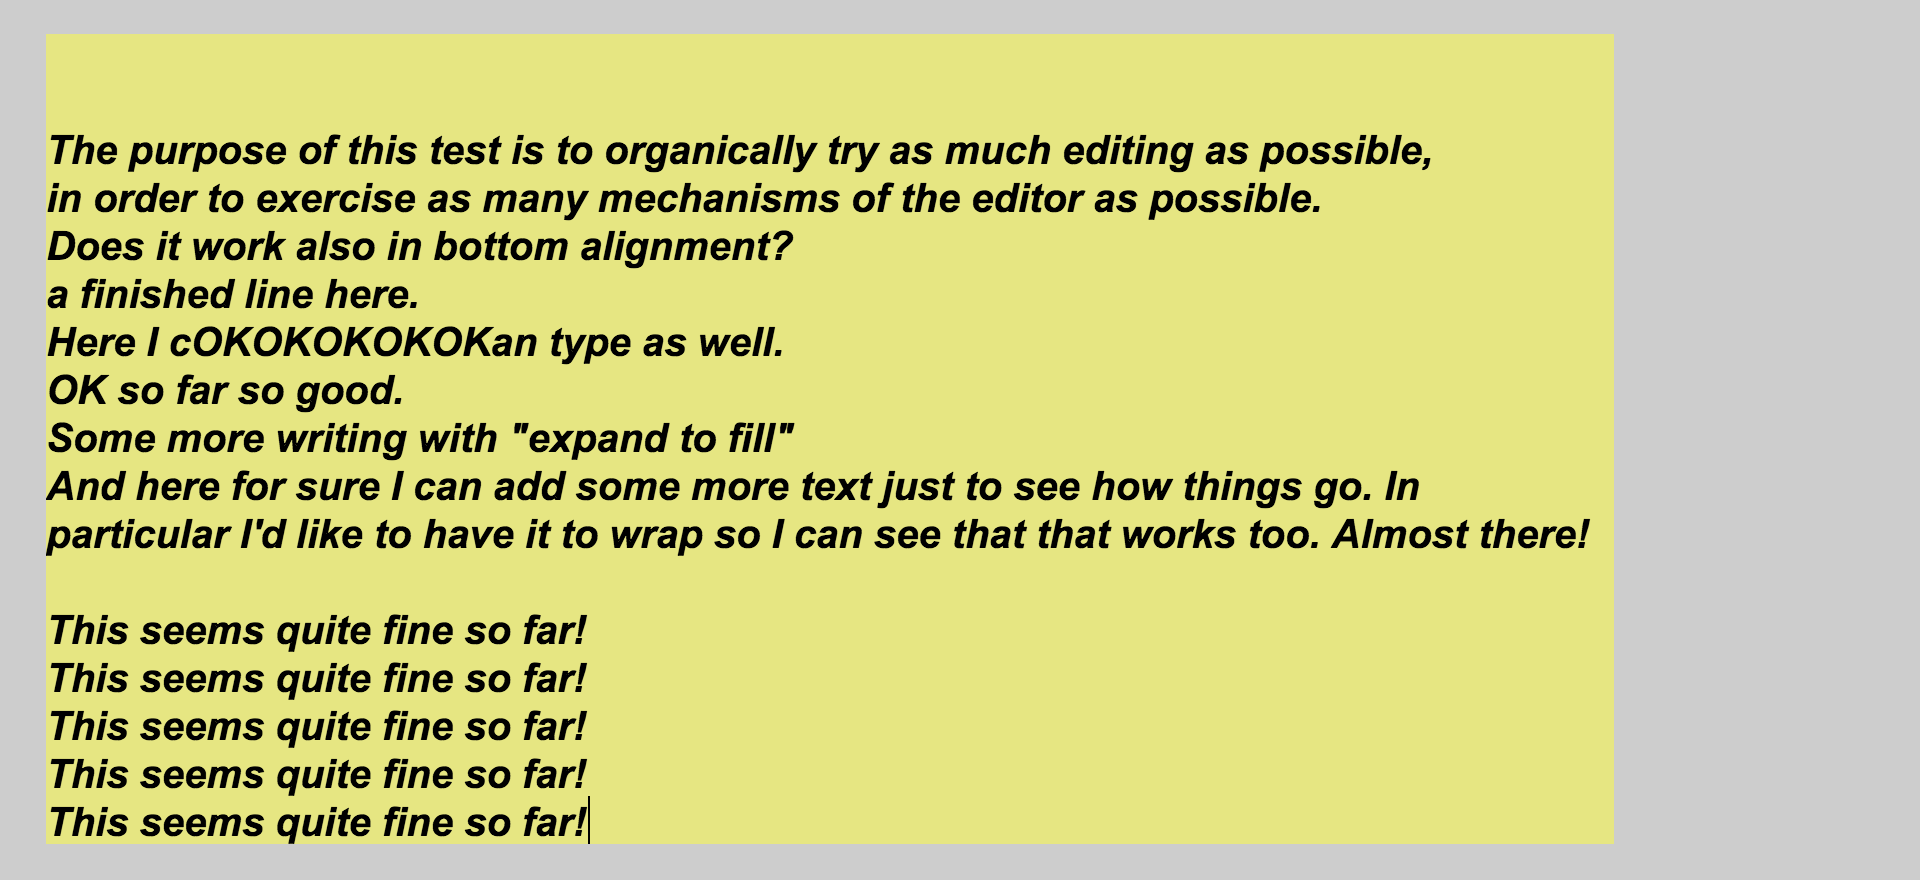 The purpose of this test is to organically try as much editing as possible,
in order to exercise as many mechanisms of the editor as possible.
Does it work also in bottom alignment?
a finished line here.
Here I cOKOKOKOKOKan type as well.
OK so far so good.
Some more writing with "expand to fill"
And here for sure I can add some more text just to see how things go. In
particular I'd like to have it to wrap so I can see that that works too. Almost there!

This seems quite fine so far!
This seems quite fine so far!
This seems quite fine so far!
This seems quite fine so far!
This seems quite fine so far!